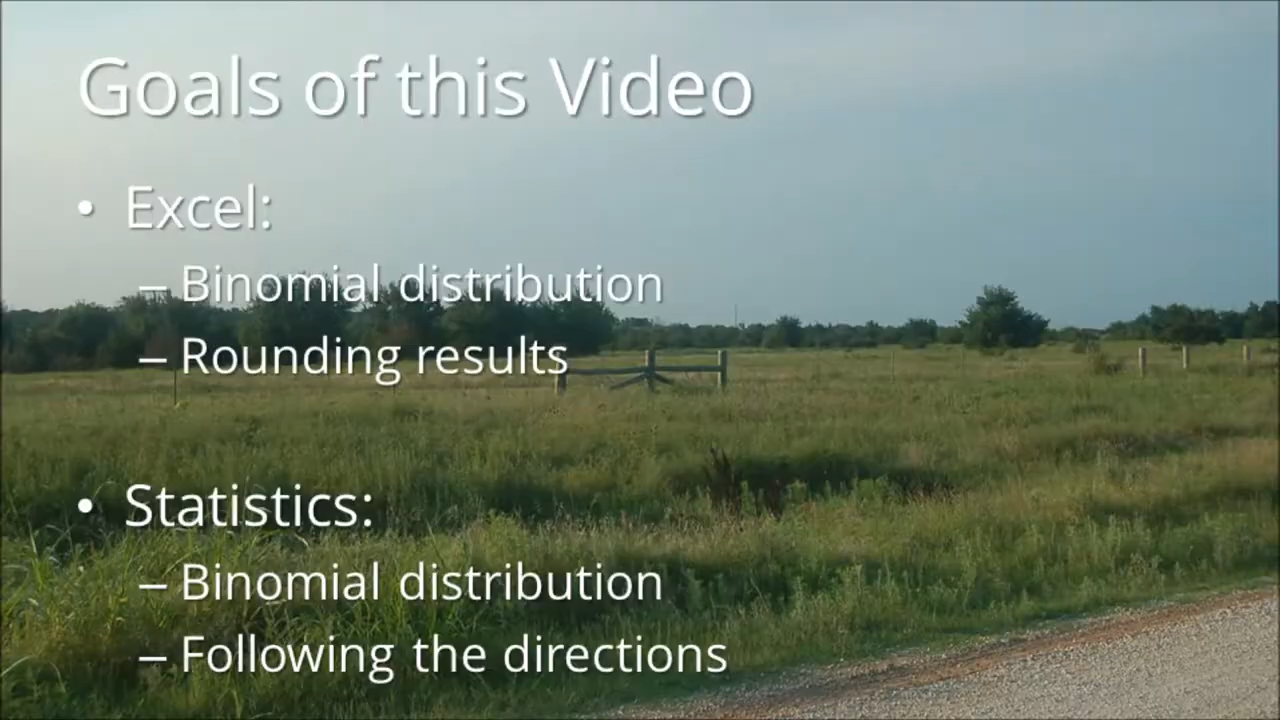 Goals of this Video
• Excel:
– Binomial distribution
– Rounding results
• Statistics:
– Binomial distribution
– Following the directions